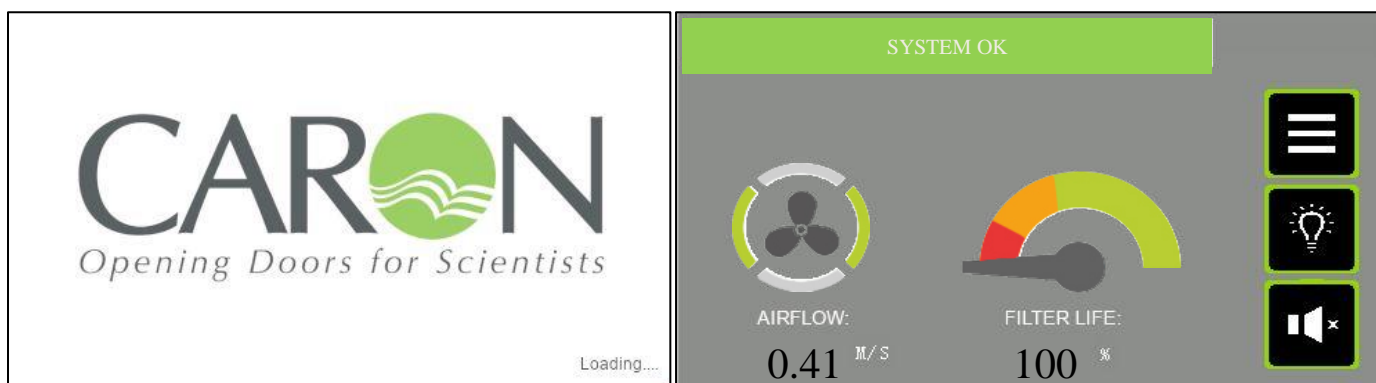 CARON
Opening Doors for Scientists
Loading....
SYSTEM OK
AIRFLOW:
0.41 M/S
FILTER LIFE:
100 %